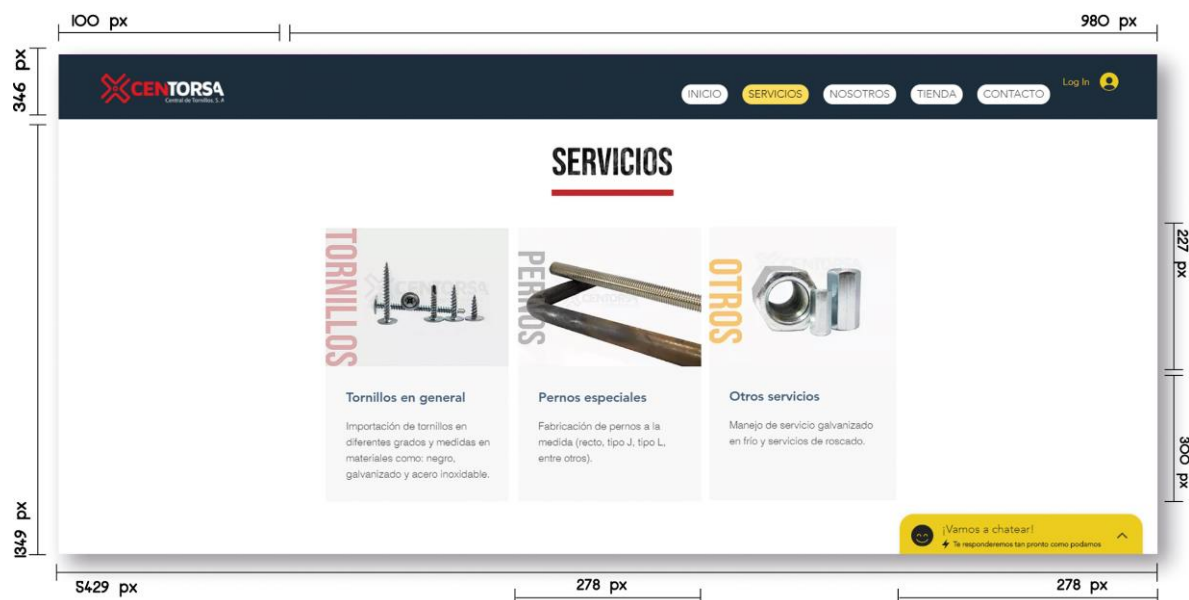 100 px
980 px
346 px
CENTORSA
Central de Tornillos, S. A
INICIO
SERVICIOS
NOSOTROS
TIENDA
CONTACTO
Log In
SERVICIOS
TORNILLOS
CENTORSA
PERNOS
CENTORSA
OTROS
CENTORSA
227 px
Tornillos en general
Importación de tornillos en
diferentes grados y medidas en
materiales como: negro,
galvanizado y acero inoxidable.
Pernos especiales
Fabricación de pernos a la
medida (recto, tipo J, tipo L,
entre otros).
Otros servicios
Manejo de servicio galvanizado
en frío y servicios de roscado.
300 px
1349 px
¡Vamos a chatear!
Te responderemos tan pronto como podamos
5429 px
278 px
278 px